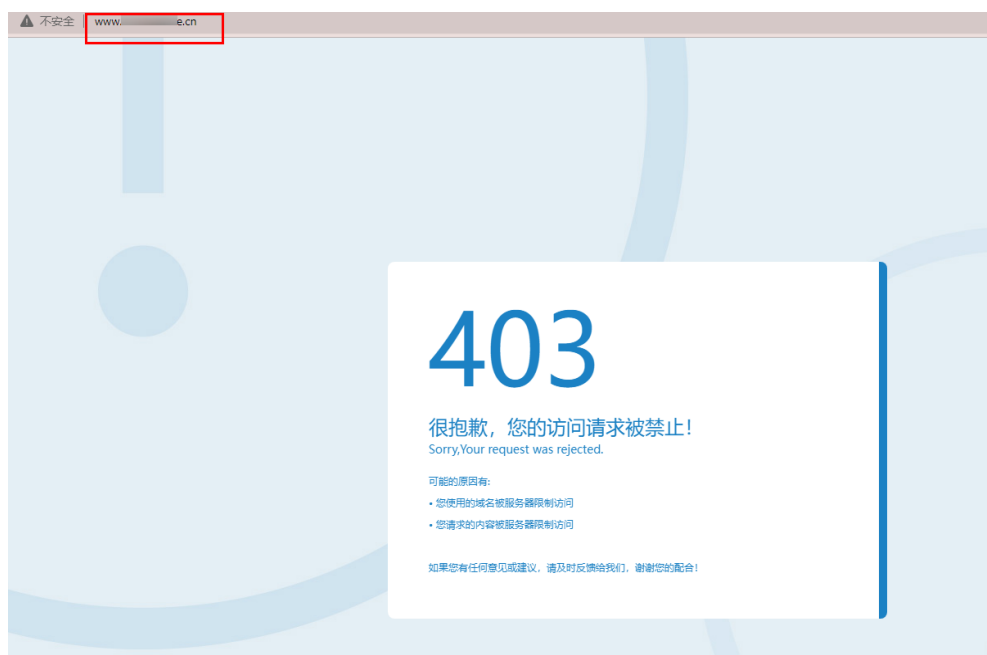 不安全
www. e.cn
403
很抱歉，您的访问请求被禁止！
Sorry,Your request was rejected.
可能的原因有:
• 您使用的域名被服务器限制访问
• 您请求的内容被服务器限制访问
如果您有任何意见或建议，请及时反馈给我们，谢谢您的配合！